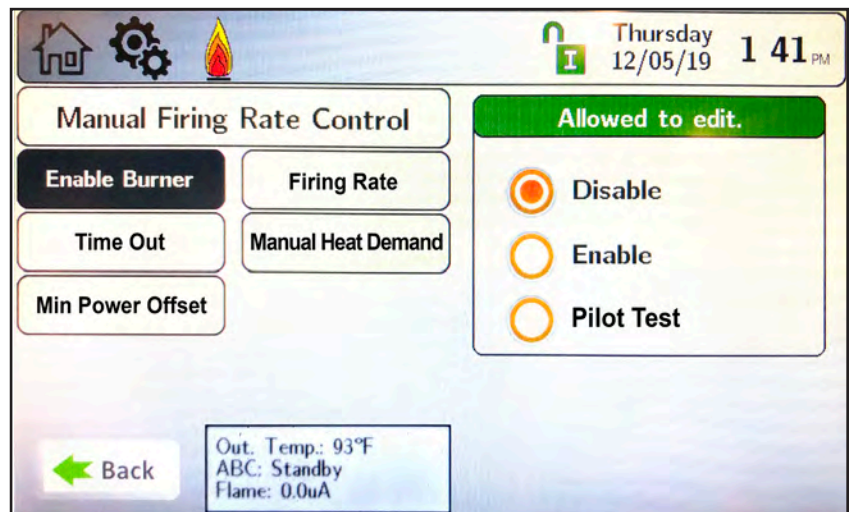 I
Thursday
12/05/19
1 41 PM
Manual Firing Rate Control
Allowed to edit.
Enable Burner
Firing Rate
Time Out
Manual Heat Demand
Min Power Offset
Disable
Enable
Pilot Test
Back
Out. Temp.: 93°F
ABC: Standby
Flame: 0.0uA